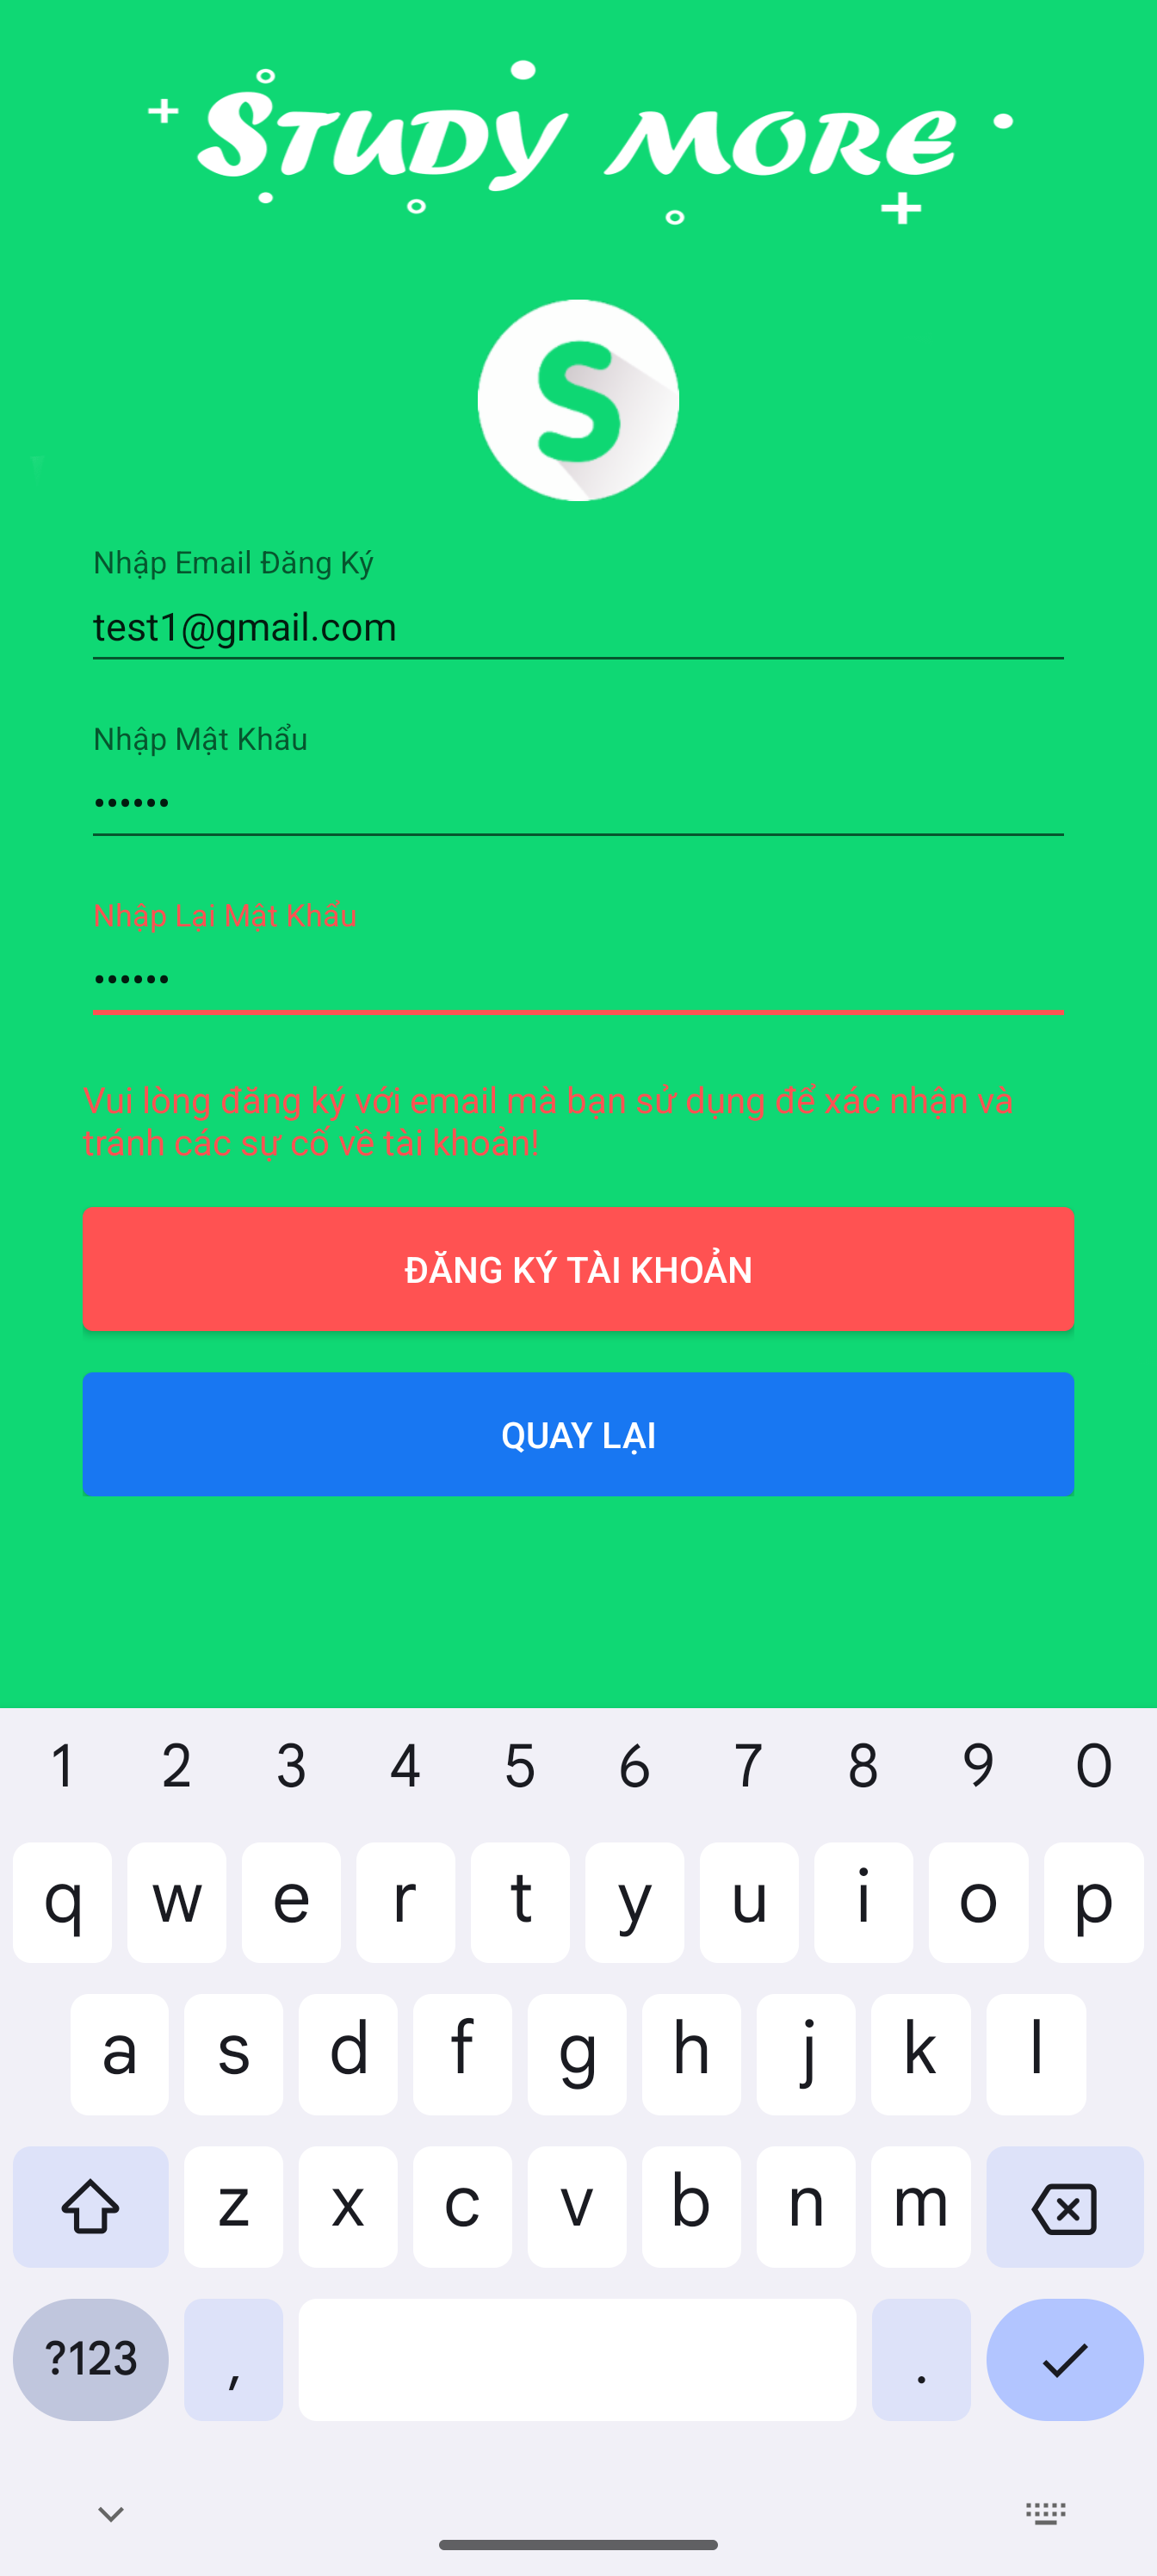 STUDY MORE
S
Nhập Email Đăng Ký
test1@gmail.com
Nhập Mật Khẩu
••••••
Nhập Lại Mật Khẩu
••••••
Vui lòng đăng ký với email mà bạn sử dụng để xác nhận và
tránh các sự cố về tài khoản!
ĐĂNG KÝ TÀI KHOẢN
QUAY LẠI
1 2 3 4 5 6 7 8 9 0
q w e r t y u i o p
a s d f g h j k l
z x c v b n m
?123 , .